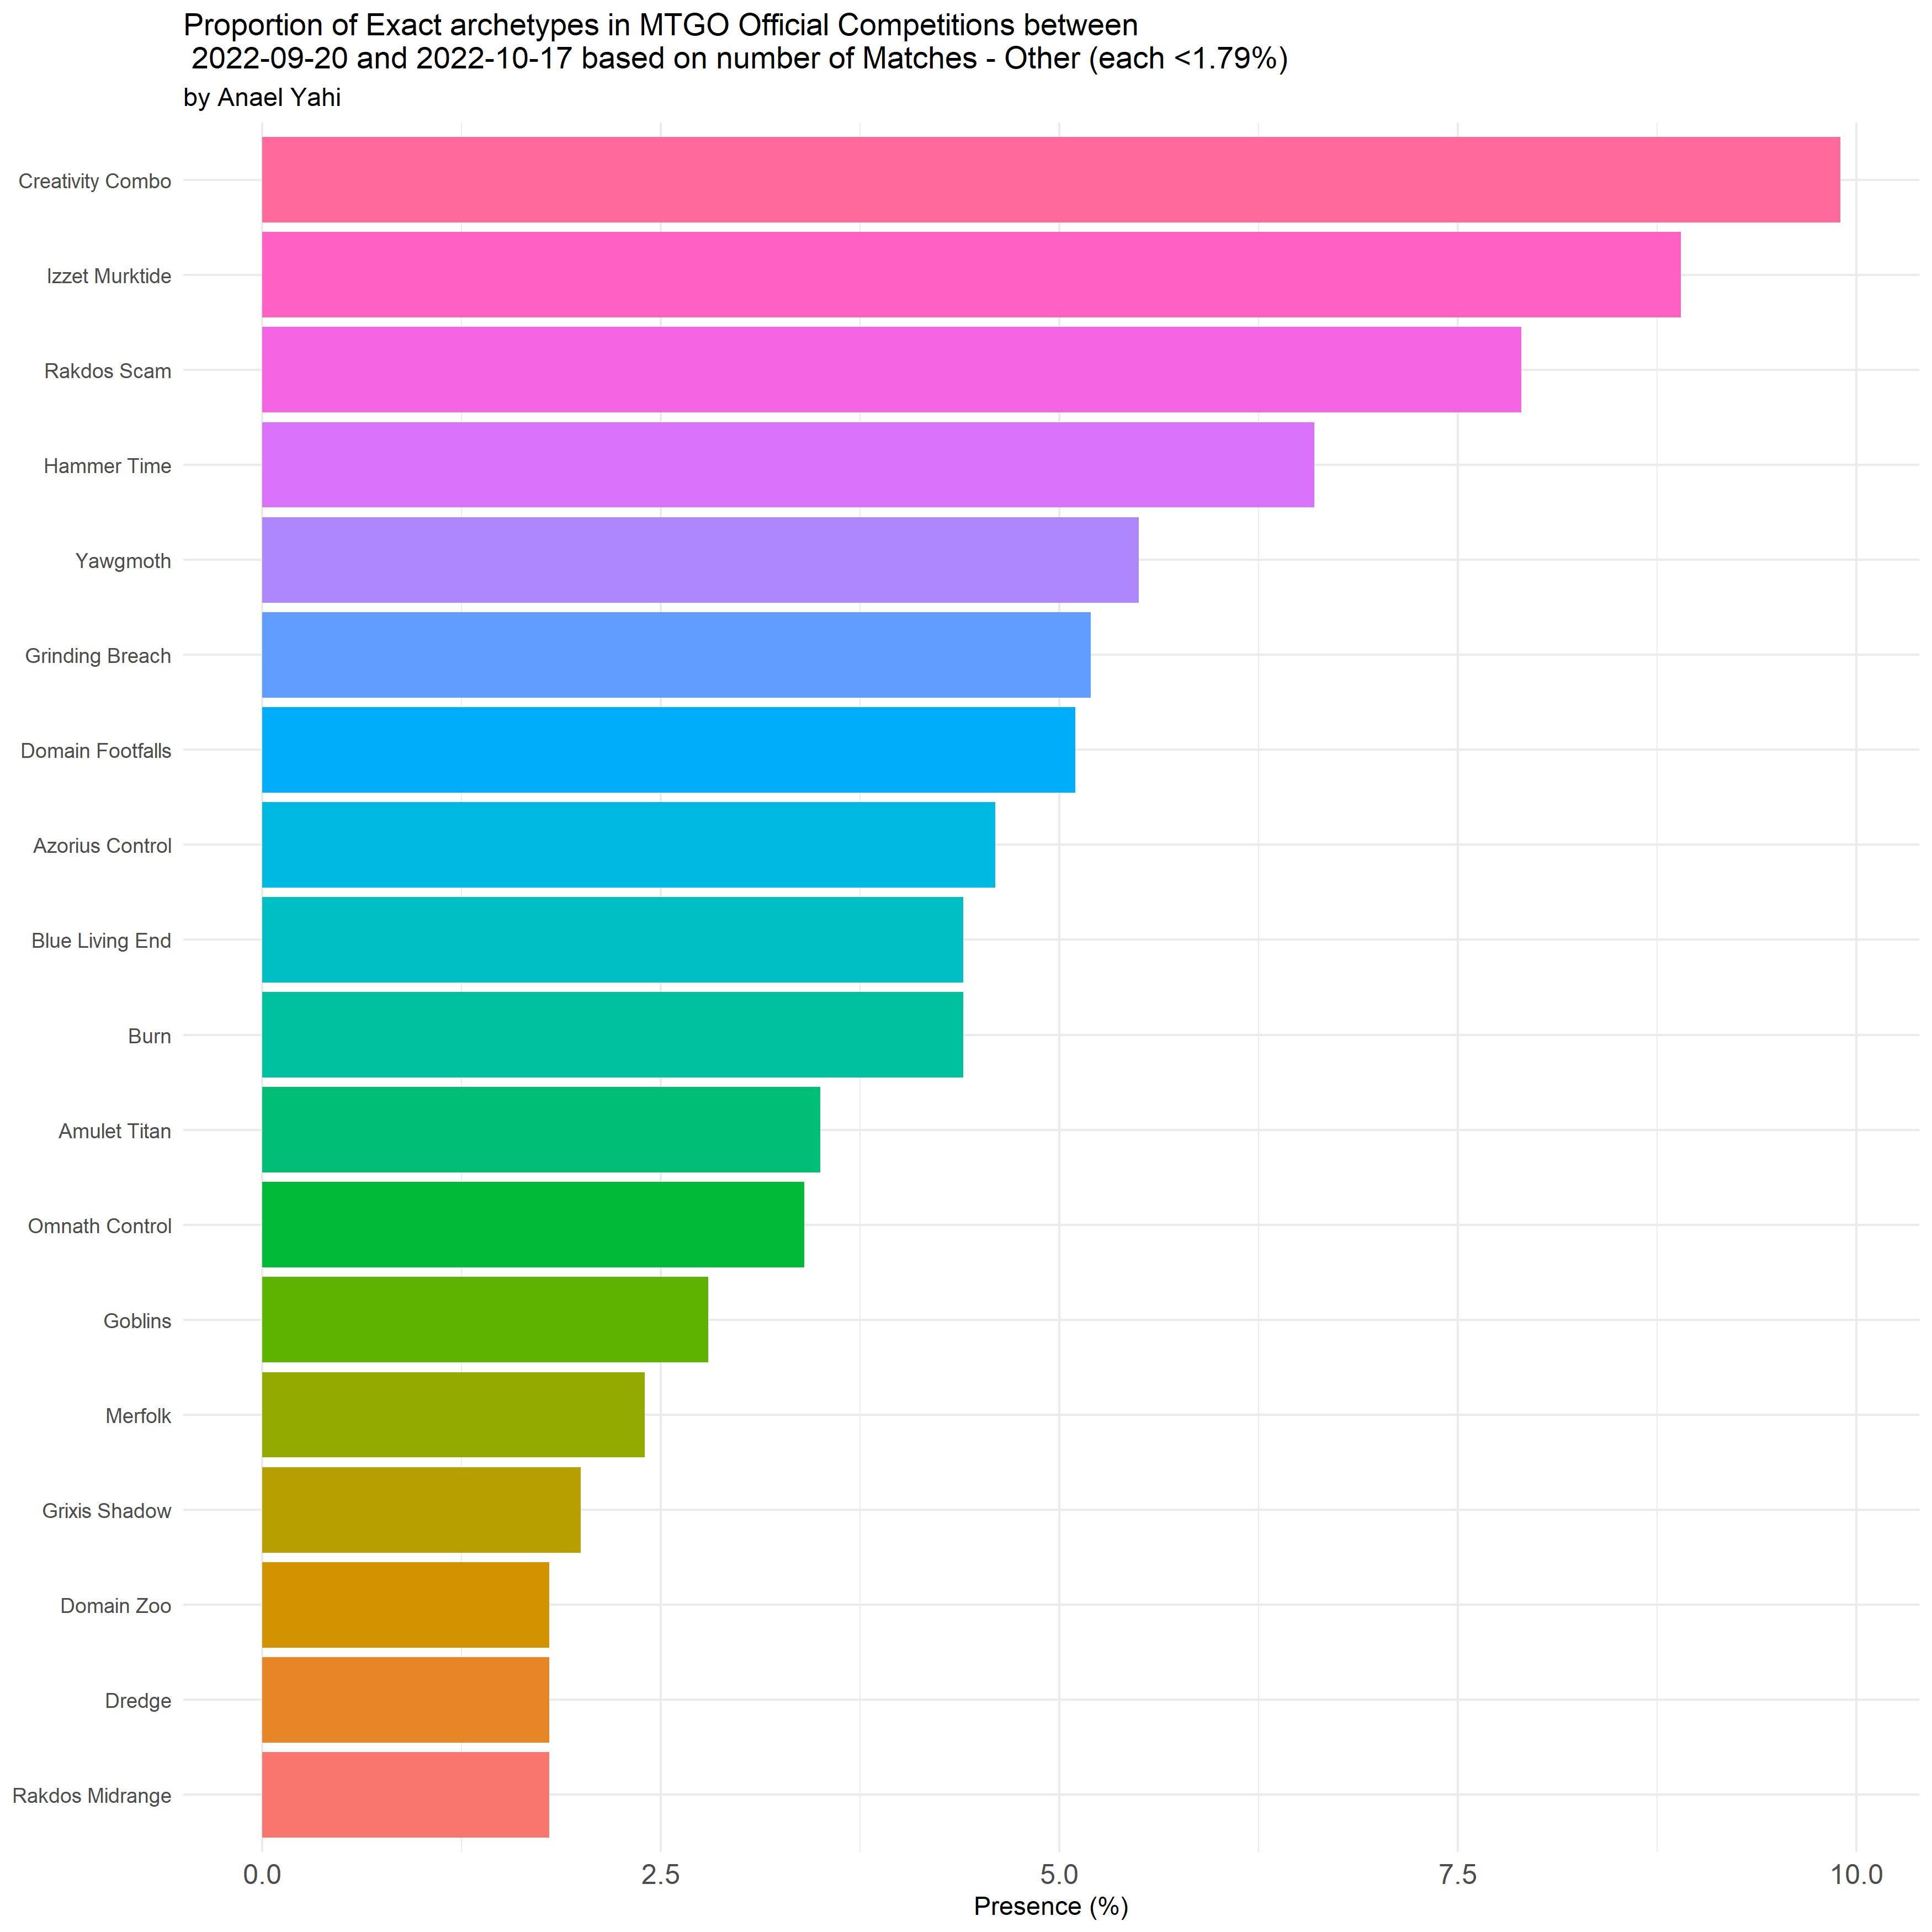 Proportion of Exact archetypes in MTGO Official Competitions between
2022-09-20 and 2022-10-17 based on number of Matches - Other (each <1.79%)
by Anael Yahi
Creativity Combo
Izzet Murktide
Rakdos Scam
Hammer Time
Yawgmoth
Grinding Breach
Domain Footfalls
Azorius Control
Blue Living End
Burn
Amulet Titan
Omnath Control
Goblins
Merfolk
Grixis Shadow
Domain Zoo
Dredge
Rakdos Midrange
0.0 2.5 5.0 7.5 10.0
Presence (%)